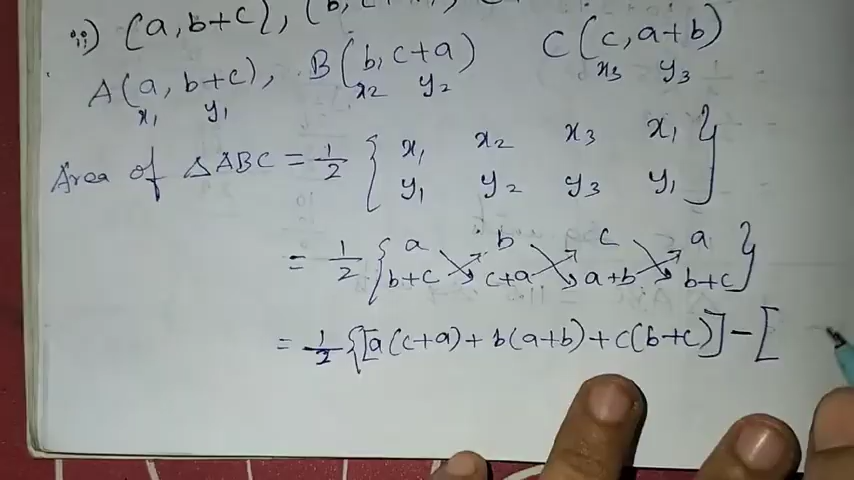 ii) (a, b+c), (b,
A(a, b+c), B(b, c+a) C(c, a+b)
x₁ y₁ x₂ y₂ x₃ y₃
Area of △ABC = 1/2 { x₁ x₂ x₃ x₁ }
y₁ y₂ y₃ y₁
= 1/2 { a b c a }
b+c c+a a+b b+c
= 1/2 {[a(c+a) + b(a+b) + c(b+c)] - [